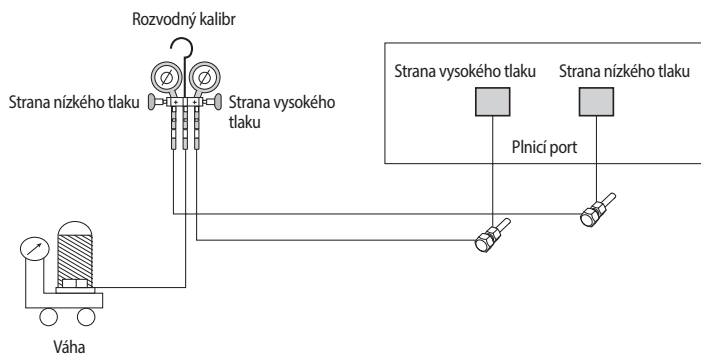 Rozvodný kalibr
Strana nízkého tlaku
Strana vysokého
tlaku
Strana vysokého tlaku
Strana nízkého tlaku
Plnicí port
Váha